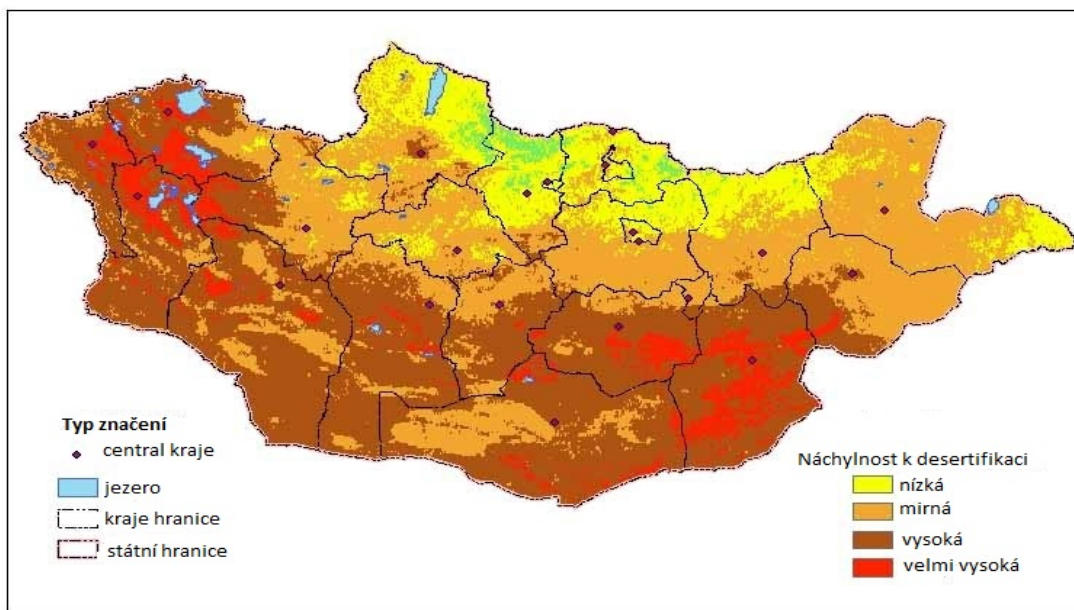 Typ značení
central kraje
jezero
kraje hranice
státní hranice
Náchylnost k desertifikaci
nízká
mirná
vysoká
velmi vysoká